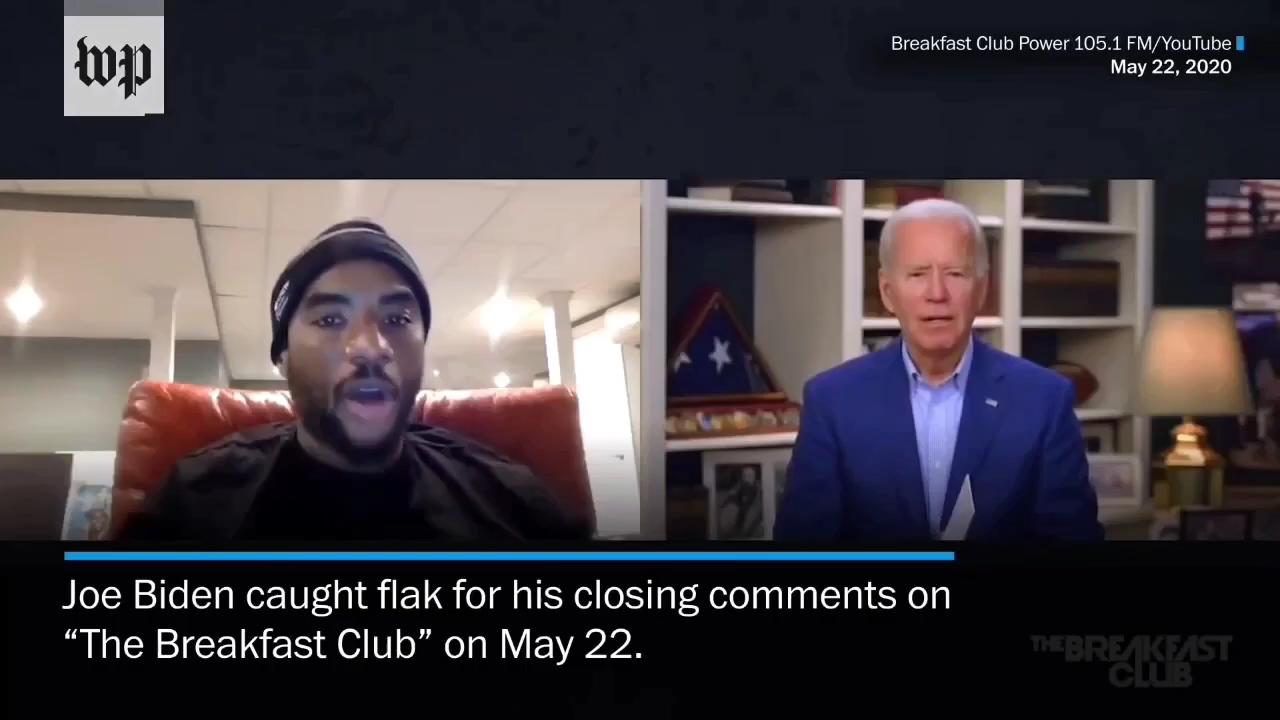 wp
Breakfast Club Power 105.1 FM/YouTube
May 22, 2020
Joe Biden caught flak for his closing comments on
“The Breakfast Club” on May 22.
THE BREAKFAST
CLUB